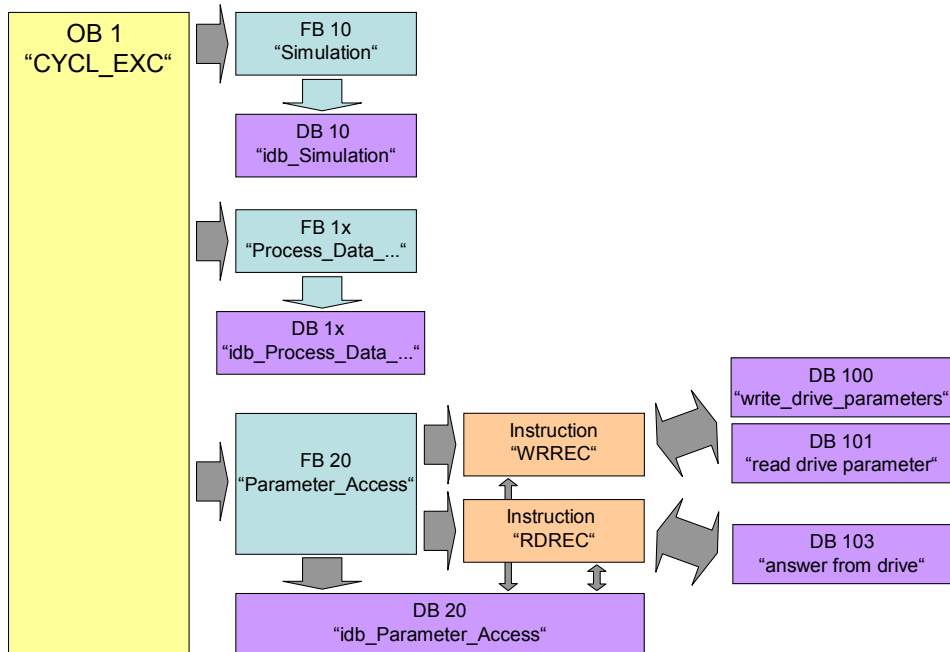 OB 1
“CYCL_EXC“
FB 10
“Simulation“
DB 10
“idb_Simulation“
FB 1x
“Process_Data_...“
DB 1x
“idb_Process_Data_...“
FB 20
“Parameter_Access“
Instruction
“WRREC“
Instruction
“RDREC“
DB 20
“idb_Parameter_Access“
DB 100
“write_drive_parameters“
DB 101
“read drive parameter“
DB 103
“answer from drive“